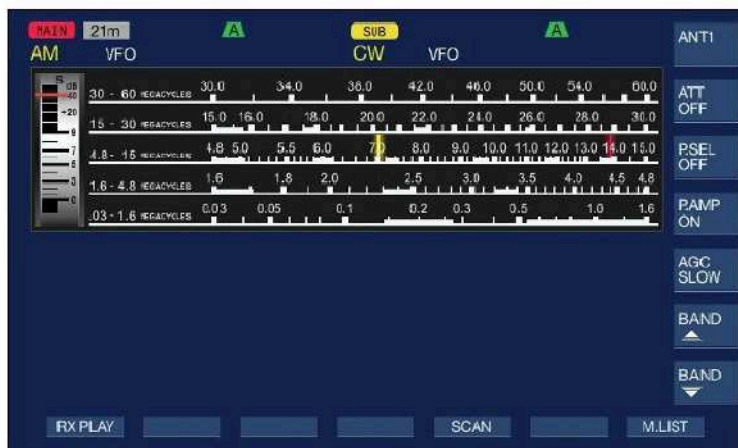 MAIN 21m A SUB A
AM VFO CW VFO
ANT1
ATT OFF
P.SEL OFF
P.AMP ON
AGC SLOW
BAND
BAND
S dB
40
+20
9
7
5
3
0
30 - 60 MEGACYCLES 30.0 34.0 38.0 42.0 46.0 50.0 54.0 60.0
15 - 30 MEGACYCLES 15.0 16.0 18.0 20.0 22.0 24.0 26.0 28.0 30.0
4.8 - 15 MEGACYCLES 4.8 5.0 5.5 6.0 7.0 8.0 9.0 10.0 11.0 12.0 13.0 14.0 15.0
1.6 - 4.8 MEGACYCLES 1.6 1.8 2.0 2.5 3.0 3.5 4.0 4.5 4.8
.03 - 1.6 MEGACYCLES 0.03 0.05 0.1 0.2 0.3 0.5 1.0 1.6
RX PLAY SCAN M.LIST